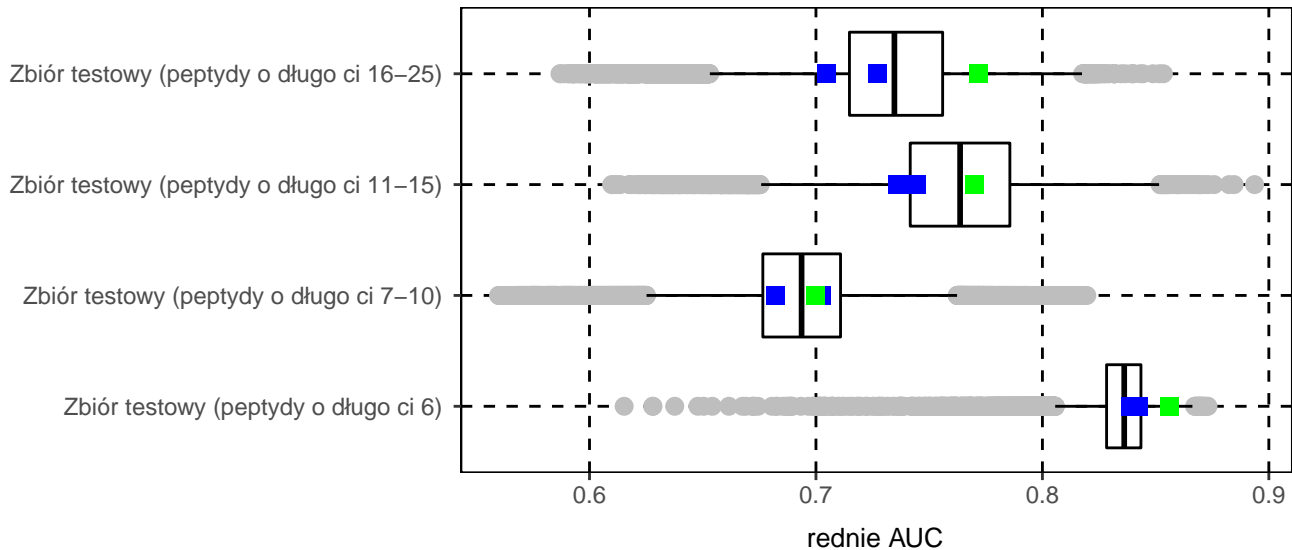 Zbiór testowy (peptydy o długo ci 16−25)
Zbiór testowy (peptydy o długo ci 11−15)
Zbiór testowy (peptydy o długo ci 7−10)
Zbiór testowy (peptydy o długo ci 6)
0.6 0.7 0.8 0.9
rednie AUC